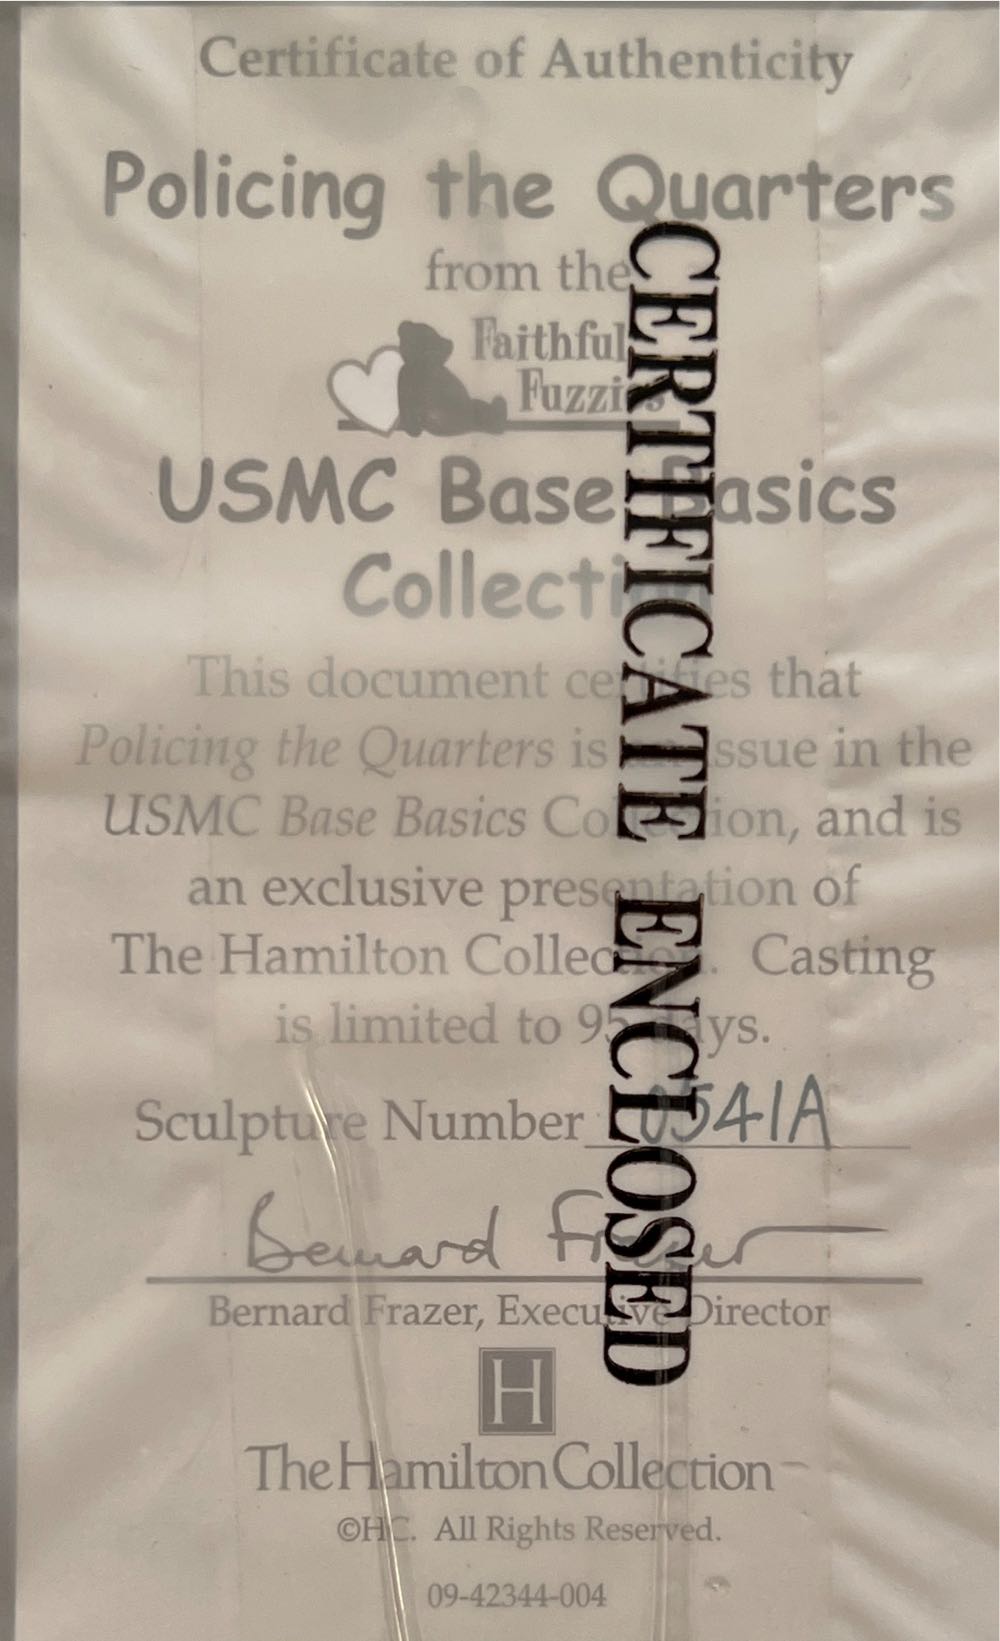 Certificate of Authenticity
Policing the Quarters
from the
Faithful
Fuzzies
USMC Base Basics
Collection
This document certifies that
Policing the Quarters is an issue in the
USMC Base Basics Collection, and is
an exclusive presentation of
The Hamilton Collection. Casting
is limited to 95 days.
Sculpture Number 0541A
Bernard Frazer
Bernard Frazer, Executive Director
H
The Hamilton Collection
©HC. All Rights Reserved.
09-42344-004
CERTIFICATE ENCLOSED